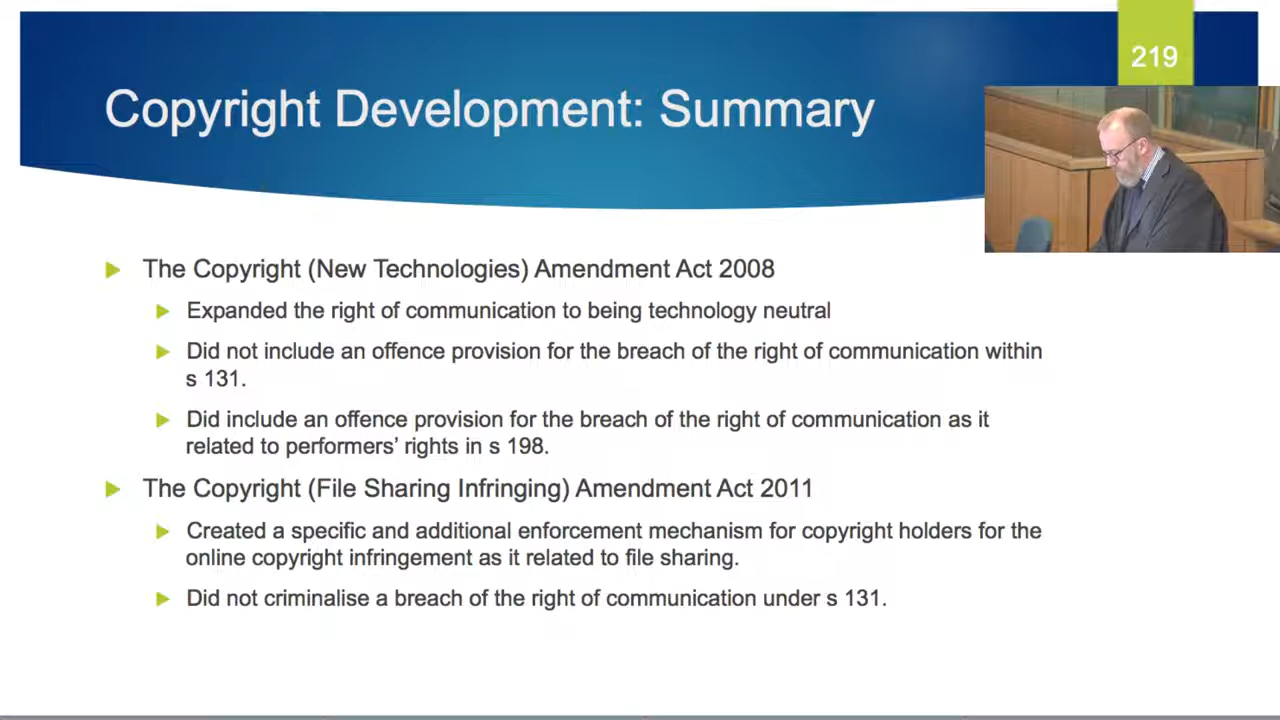 219
Copyright Development: Summary
The Copyright (New Technologies) Amendment Act 2008
Expanded the right of communication to being technology neutral
Did not include an offence provision for the breach of the right of communication within
s 131.
Did include an offence provision for the breach of the right of communication as it
related to performers’ rights in s 198.
The Copyright (File Sharing Infringing) Amendment Act 2011
Created a specific and additional enforcement mechanism for copyright holders for the
online copyright infringement as it related to file sharing.
Did not criminalise a breach of the right of communication under s 131.